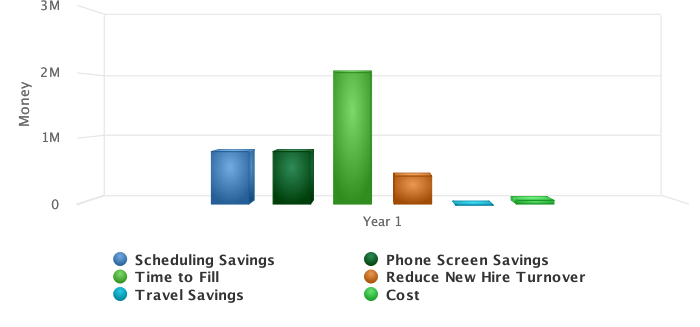 3M
2M
1M
0
Money
Year 1
Scheduling Savings
Phone Screen Savings
Time to Fill
Reduce New Hire Turnover
Travel Savings
Cost